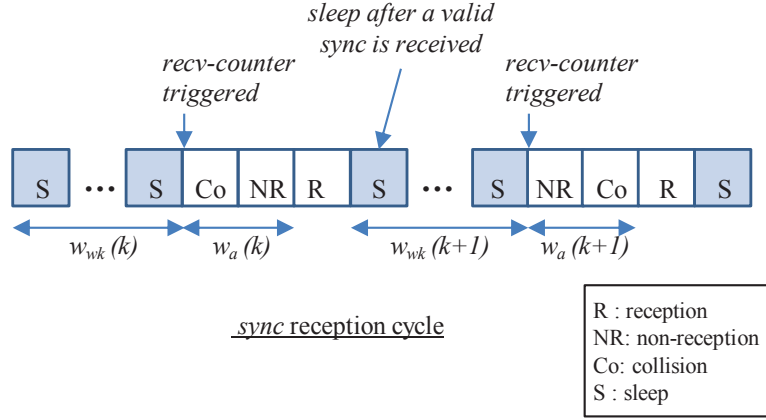 sleep after a valid
sync is received
recv-counter
triggered
recv-counter
triggered
S ... S Co NR R S ... S NR Co R S
w_wk (k) w_a (k) w_wk (k+1) w_a (k+1)
sync reception cycle
R : reception
NR: non-reception
Co: collision
S : sleep